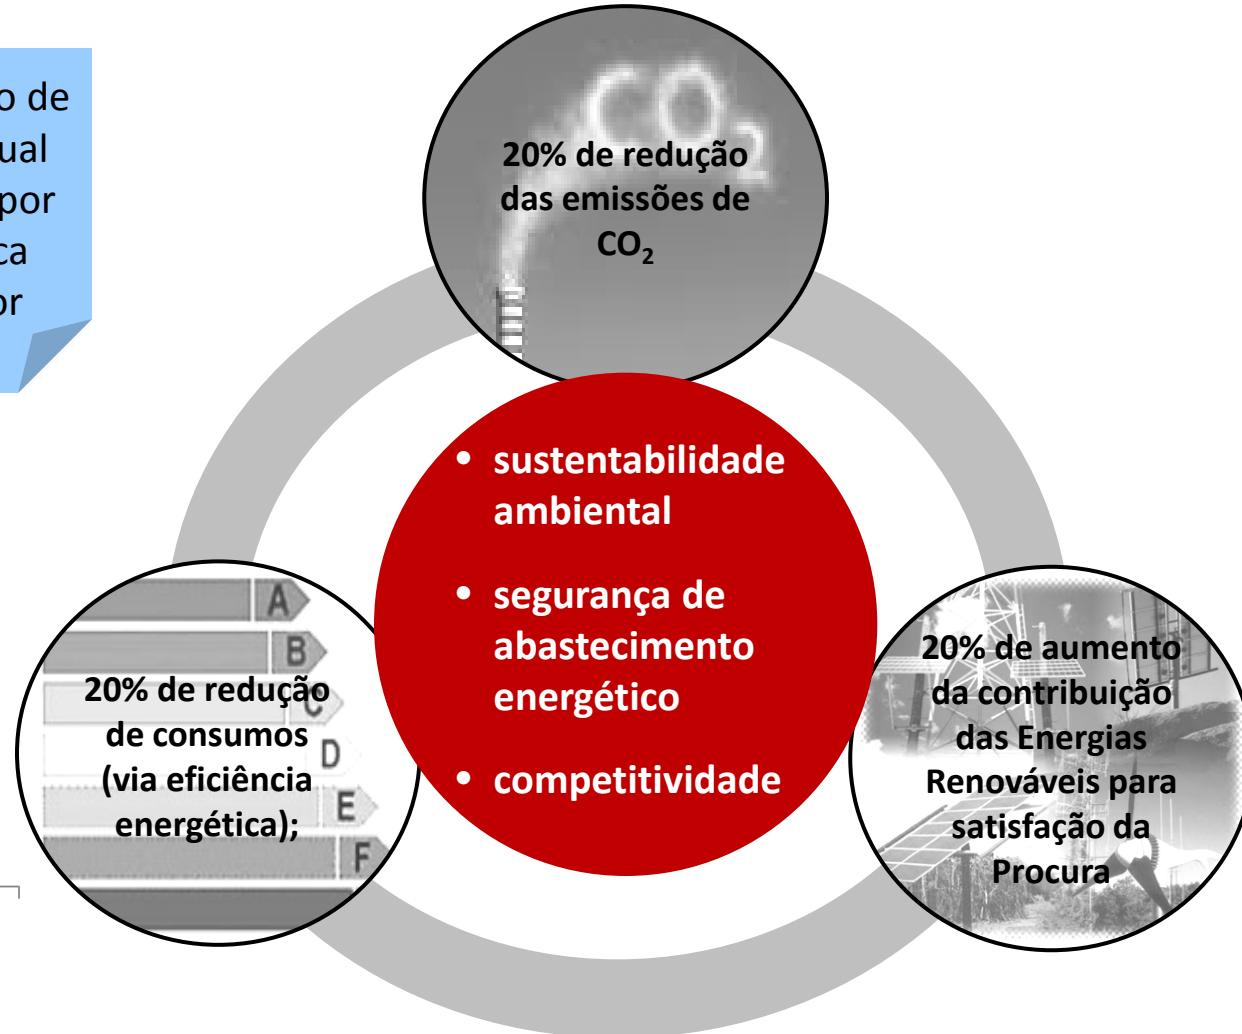 o de
ual
por
ca
or
CO2
20% de redução
das emissões de
CO₂
• sustentabilidade
ambiental
• segurança de
abastecimento
energético
• competitividade
A
B
C
D
E
F
20% de redução
de consumos
(via eficiência
energética);
20% de aumento
da contribuição
das Energias
Renováveis para
satisfação da
Procura